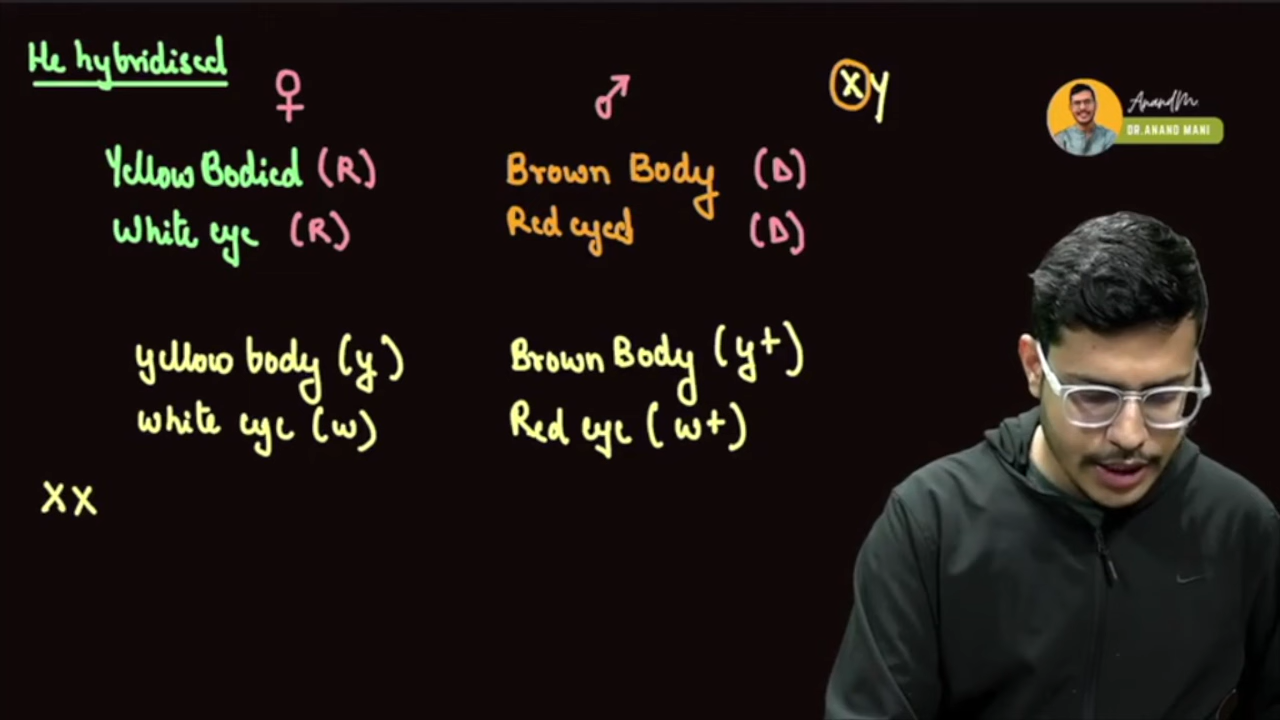 He hybridised
♀ ♂ XY
AnandM.
DR. ANAND MANI
Yellow Bodied (R) Brown Body (D)
White eye (R) Red eyed (D)
yellow body (y) Brown Body (y+)
white eye (w) Red eye (w+)
XX